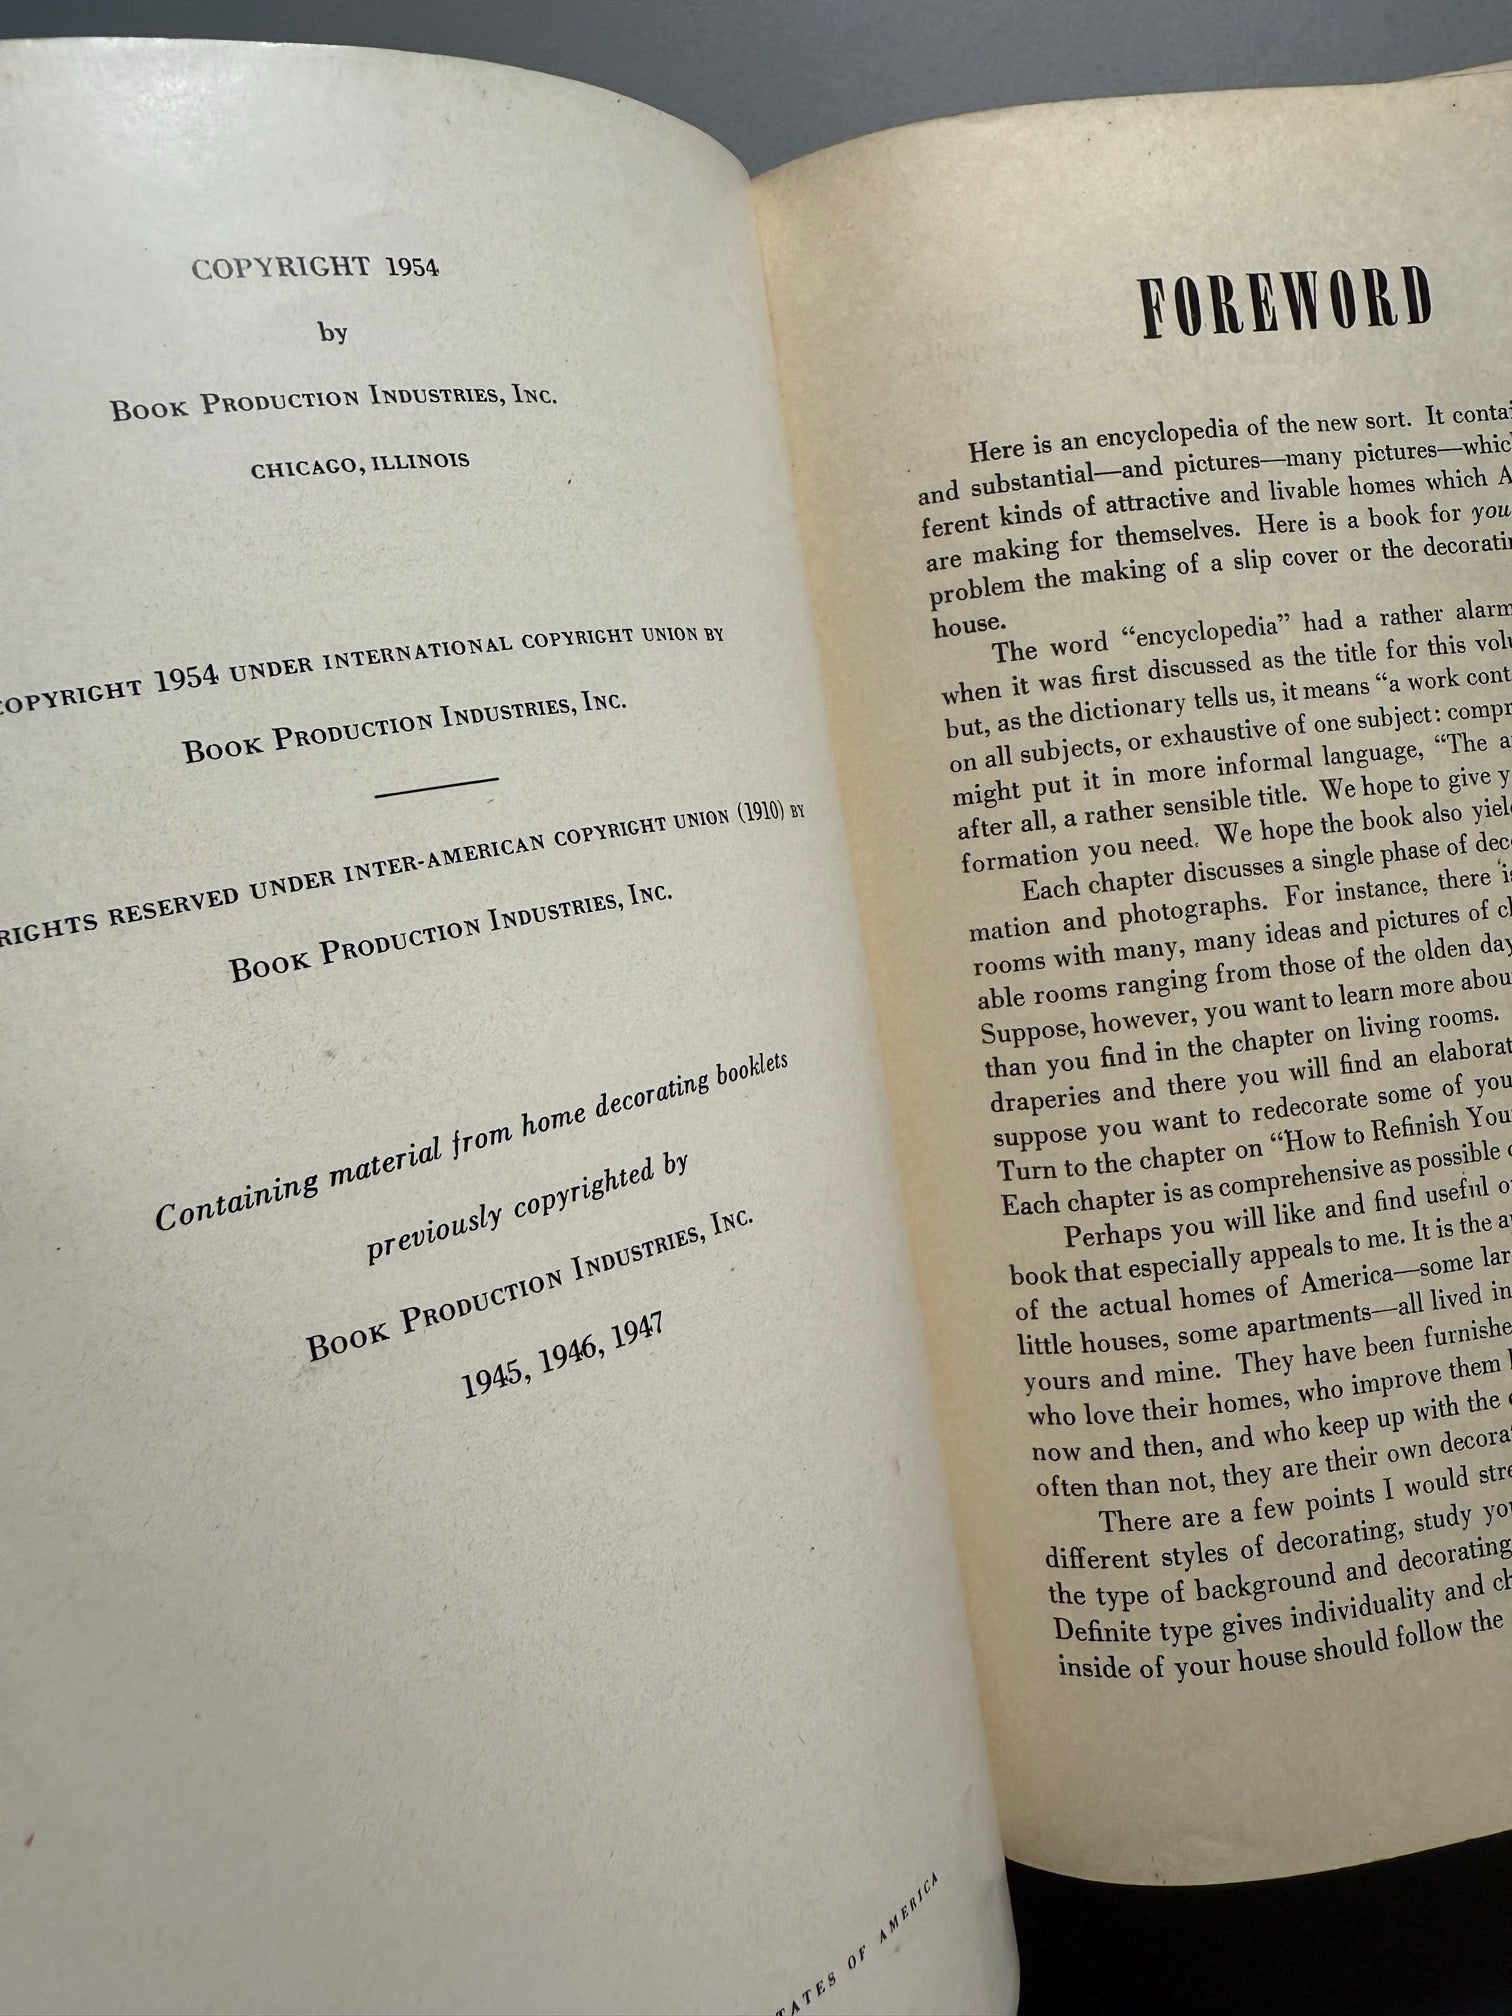 COPYRIGHT 1954
by
BOOK PRODUCTION INDUSTRIES, INC.
CHICAGO, ILLINOIS
COPYRIGHT 1954 UNDER INTERNATIONAL COPYRIGHT UNION BY
BOOK PRODUCTION INDUSTRIES, INC.
RIGHTS RESERVED UNDER INTER-AMERICAN COPYRIGHT UNION (1910) BY
BOOK PRODUCTION INDUSTRIES, INC.
Containing material from home decorating booklets
previously copyrighted by
BOOK PRODUCTION INDUSTRIES, INC.
1945, 1946, 1947
TATES OF AMERICA
FOREWORD
Here is an encyclopedia of the new sort. It contai
and substantial—and pictures—many pictures—whic
ferent kinds of attractive and livable homes which A
are making for themselves. Here is a book for you
problem the making of a slip cover or the decorati
house.
The word “encyclopedia” had a rather alarm
when it was first discussed as the title for this vol
but, as the dictionary tells us, it means “a work cont
on all subjects, or exhaustive of one subject: compr
might put it in more informal language, “The a
after all, a rather sensible title. We hope to give y
formation you need. We hope the book also yiel
Each chapter discusses a single phase of dec
mation and photographs. For instance, there is
rooms with many, many ideas and pictures of c
able rooms ranging from those of the olden day
Suppose, however, you want to learn more abou
than you find in the chapter on living rooms.
draperies and there you will find an elaborat
suppose you want to redecorate some of you
Turn to the chapter on “How to Refinish You
Each chapter is as comprehensive as possible
Perhaps you will like and find useful o
book that especially appeals to me. It is the a
of the actual homes of America—some lar
little houses, some apartments—all lived in
yours and mine. They have been furnishe
who love their homes, who improve them
now and then, and who keep up with the
often than not, they are their own decora
There are a few points I would stre
different styles of decorating, study you
the type of background and decorating
Definite type gives individuality and ch
inside of your house should follow the